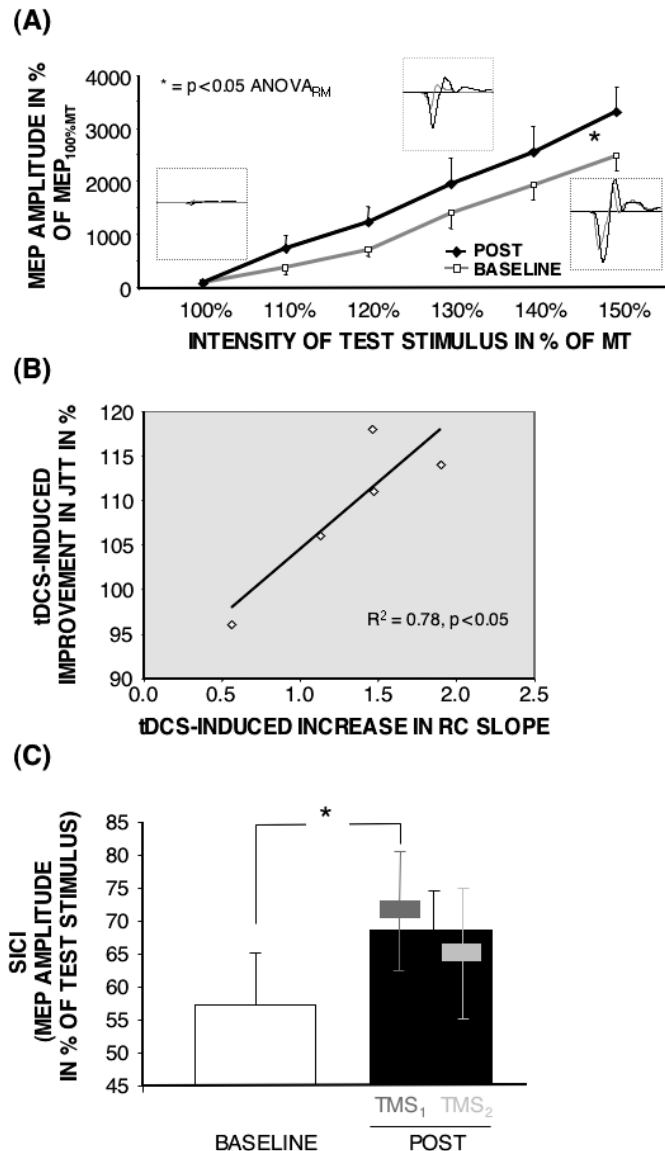 (A)
MEP AMPLITUDE IN %
OF MEP100%MT
4000
3000
2000
1000
0
* = p<0.05 ANOVARM
*
POST
BASELINE
100% 110% 120% 130% 140% 150%
INTENSITY OF TEST STIMULUS IN % OF MT
(B)
tDCS-INDUCED
IMPROVEMENT IN JTT IN %
120
115
110
105
100
95
90
R2 = 0.78, p<0.05
0.0 0.6 1.0 1.5 2.0 2.5
tDCS-INDUCED INCREASE IN RC SLOPE
(C)
SICI
(MEP AMPLITUDE
IN % OF TEST STIMULUS)
85
80
75
70
65
60
55
50
45
*
TMS1 TMS2
BASELINE POST